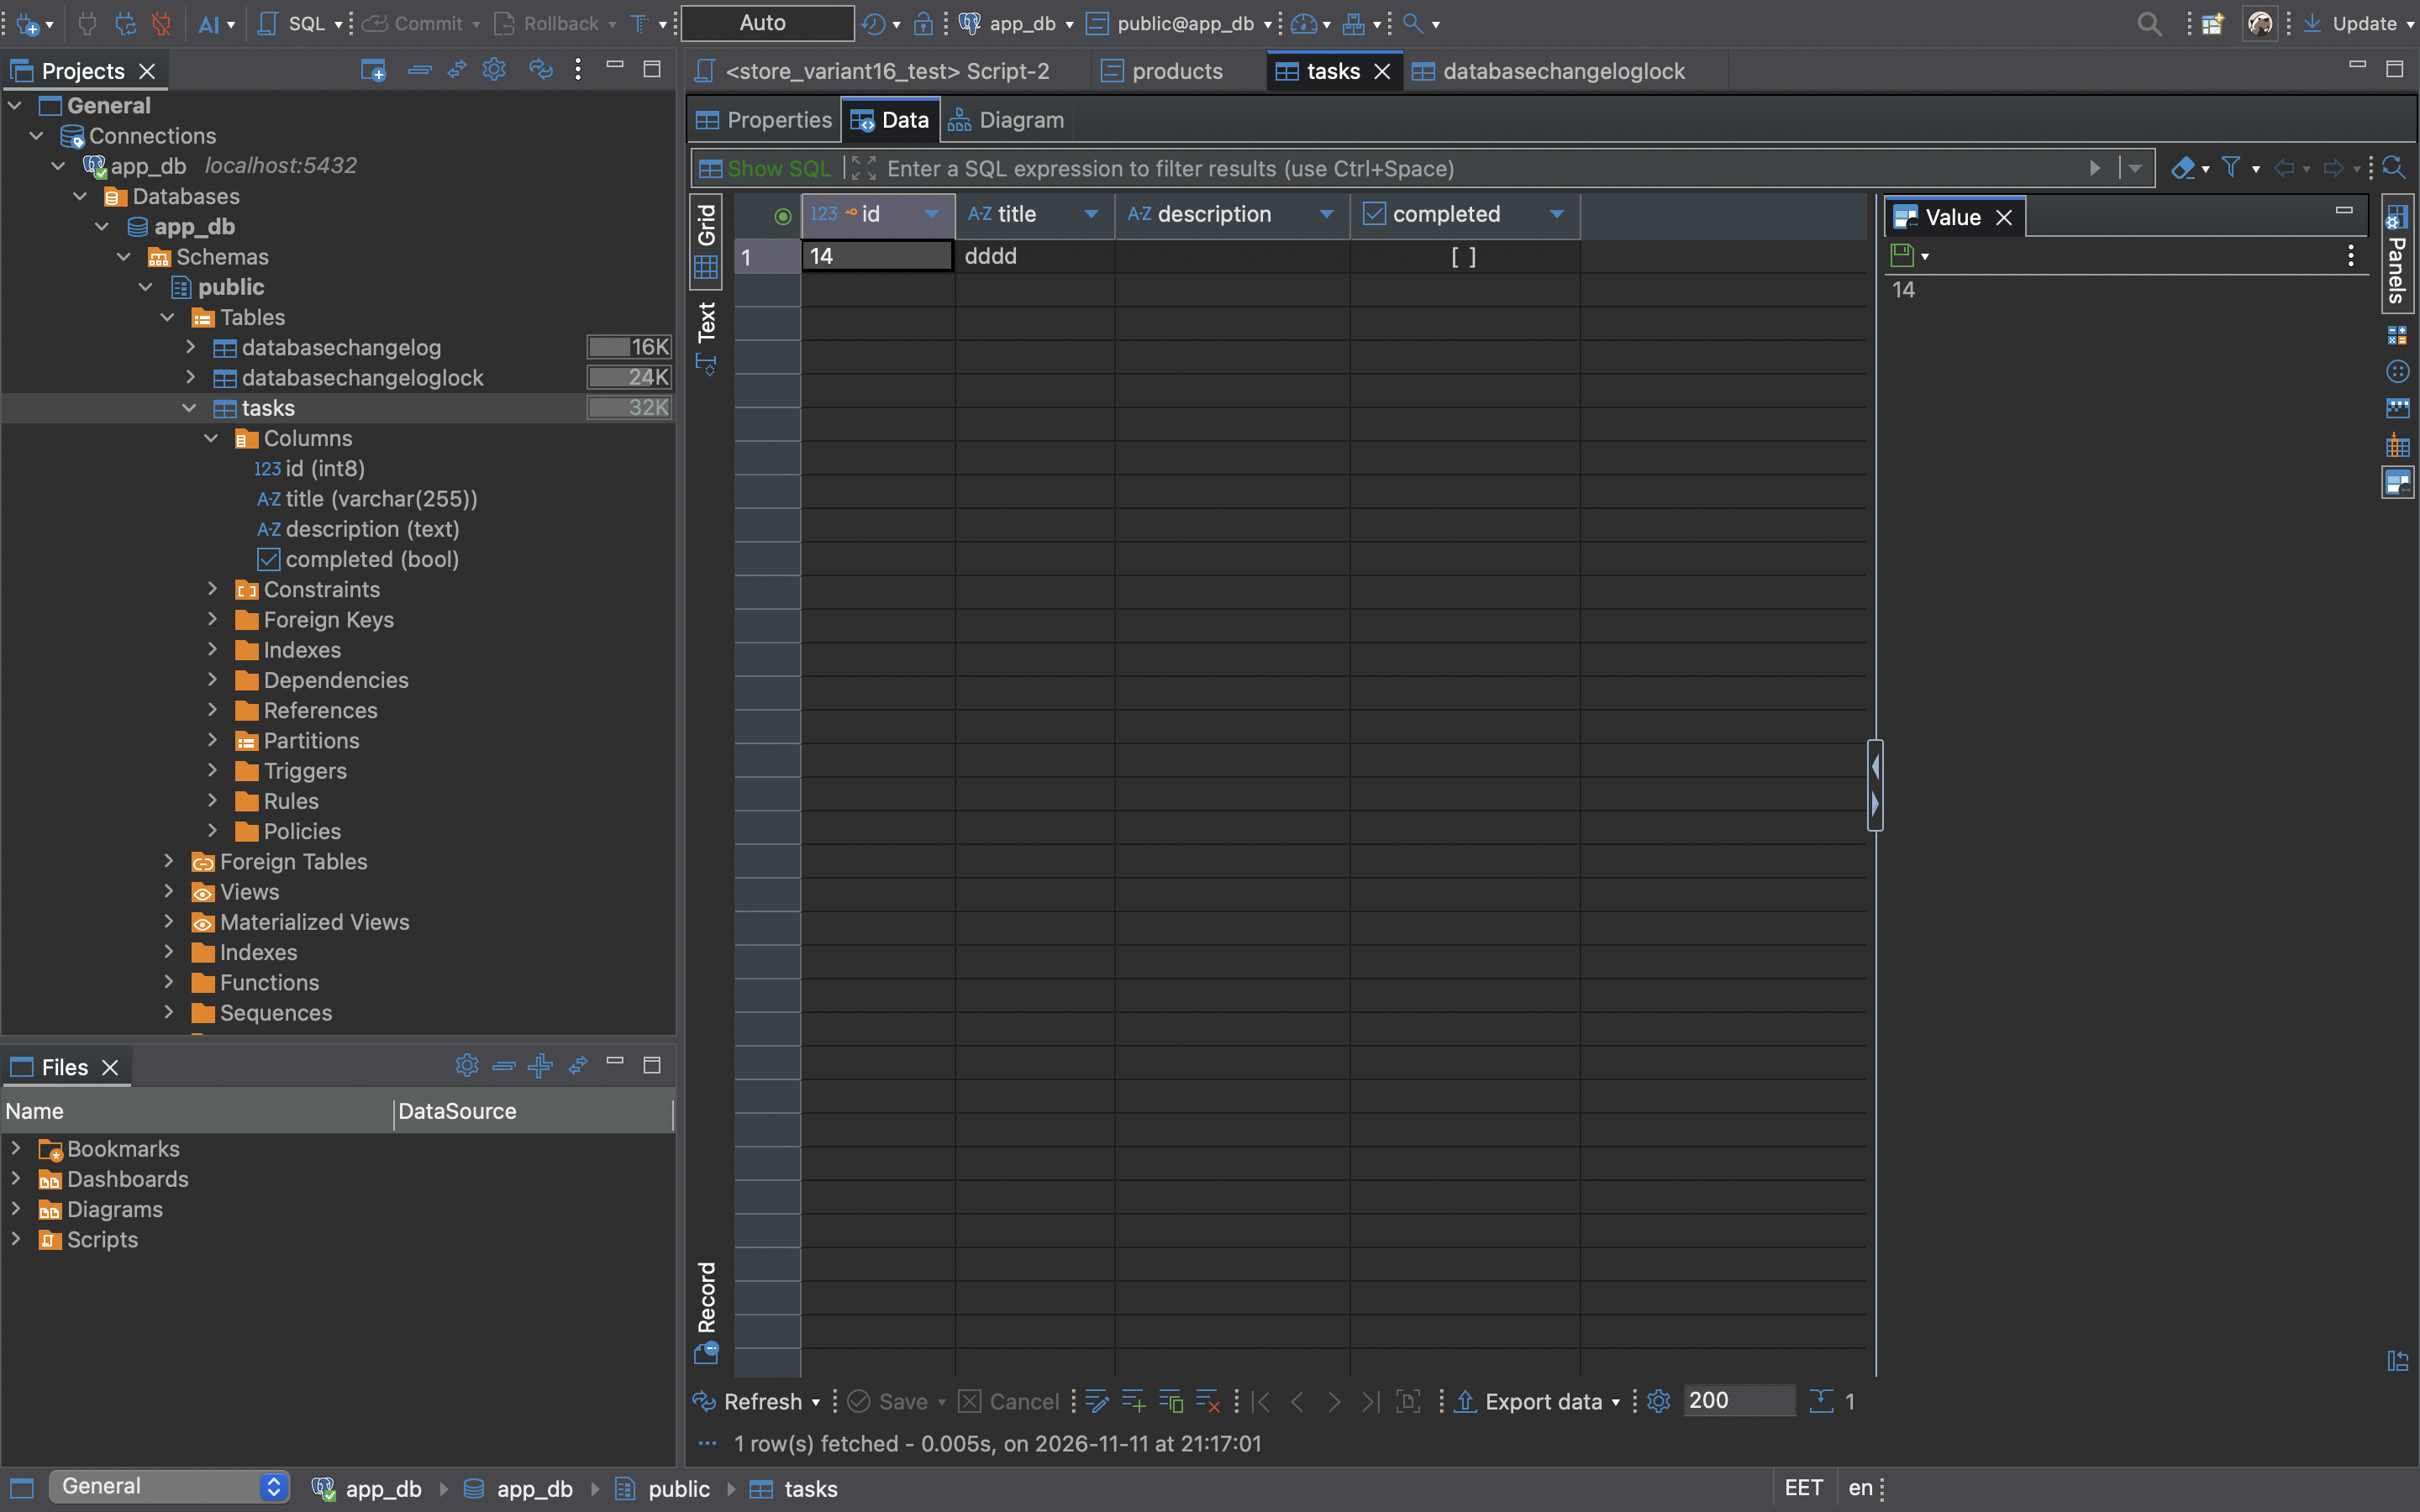 AI SQL Commit Rollback T Auto app_db public@app_db Update
Projects
General
Connections
app_db localhost:5432
Databases
app_db
Schemas
public
Tables
databasechangelog 16K
databasechangeloglock 24K
tasks 32K
Columns
123 id (int8)
A-Z title (varchar(255))
A-Z description (text)
completed (bool)
Constraints
Foreign Keys
Indexes
Dependencies
References
Partitions
Triggers
Rules
Policies
Foreign Tables
Views
Materialized Views
Indexes
Functions
Sequences
Files
Name DataSource
Bookmarks
Dashboards
Diagrams
Scripts
<store_variant16_test> Script-2 products tasks databasechangeloglock
Properties Data Diagram
Show SQL Enter a SQL expression to filter results (use Ctrl+Space)
Grid
Text
Record
123 id A-Z title A-Z description completed
1 14 dddd [ ]
Value
14
Panels
Refresh Save Cancel Export data 200 1
1 row(s) fetched - 0.005s, on 2026-11-11 at 21:17:01
General app_db app_db public tasks EET en